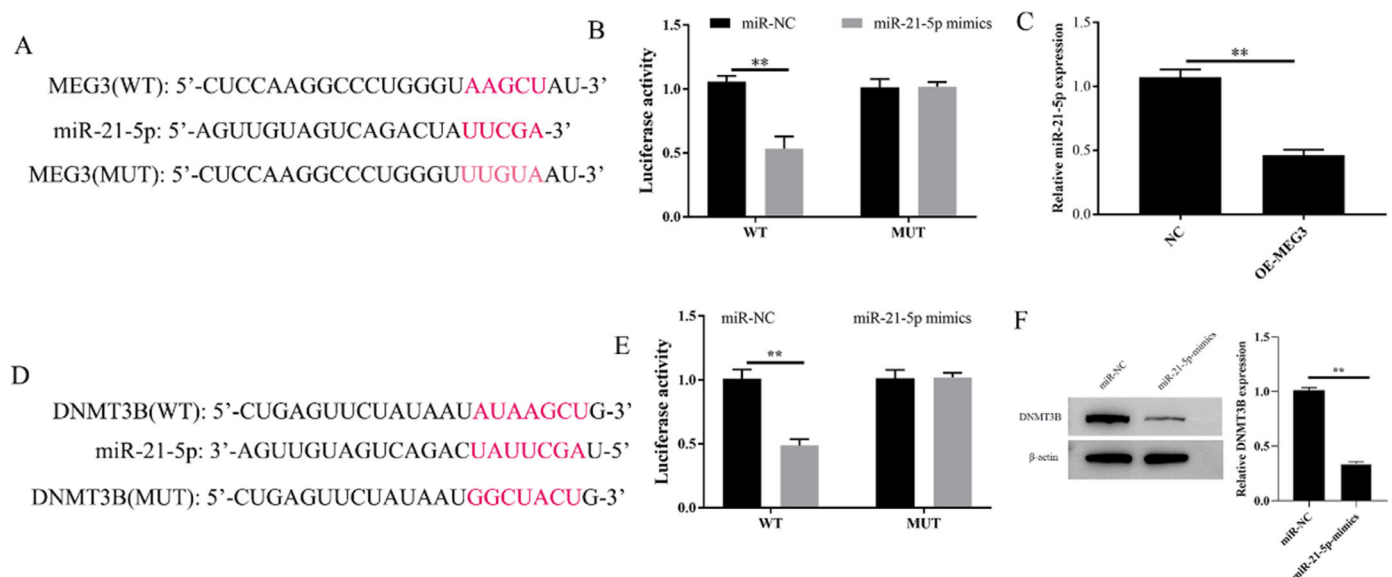 A
MEG3(WT): 5’-CUCCAAGGCCCUGGGUAAGCUAU-3’
miR-21-5p: 5’-AGUUGUAGUCAGACUAUUCGA-3’
MEG3(MUT): 5’-CUCCAAGGCCCUGGGUUUGUAAU-3’
B
miR-NC
miR-21-5p mimics
Luciferase activity
1.5
1.0
0.5
0.0
**
WT
MUT
C
Relative miR-21-5p expression
1.5
1.0
0.5
0.0
**
NC
OE-MEG3
D
DNMT3B(WT): 5’-CUGAGUUCUAUAAUAUAAGCUG-3’
miR-21-5p: 3’-AGUUGUAGUCAGACUAUUCGAU-5’
DNMT3B(MUT): 5’-CUGAGUUCUAUAAUGGCUACUG-3’
E
miR-NC
miR-21-5p mimics
Luciferase activity
1.5
1.0
0.5
0.0
**
WT
MUT
F
miR-NC
miR-21-5p-mimics
DNMT3B
β-actin
Relative DNMT3B expression
1.5
1.0
0.5
0.0
**
miR-NC
miR-21-5p-mimics